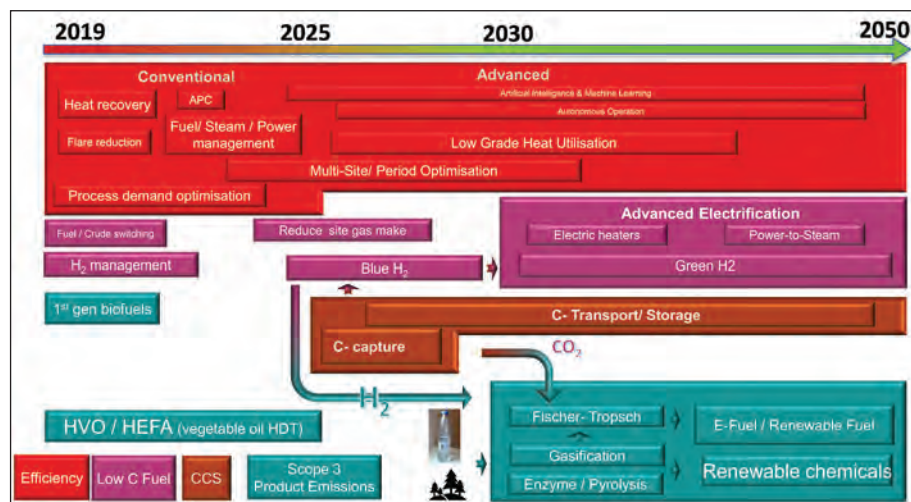 2019 2025 2030 2050
Conventional Advanced
Artificial Intelligence & Machine Learning
Heat recovery
APC
Autonomous Operation
Fuel/ Steam / Power
management
Flare reduction
Low Grade Heat Utilisation
Multi-Site/ Period Optimisation
Process demand optimisation
Advanced Electrification
Fuel / Crude switching
Reduce site gas make
Electric heaters
Power-to-Steam
H₂ management
Blue H₂
Green H2
1st gen biofuels
C- Transport/ Storage
C- capture
CO₂
H₂
HVO / HEFA (vegetable oil HDT)
Fischer- Tropsch
E-Fuel / Renewable Fuel
Gasification
Renewable chemicals
Enzyme / Pyrolysis
Efficiency
Low C Fuel
CCS
Scope 3
Product Emissions